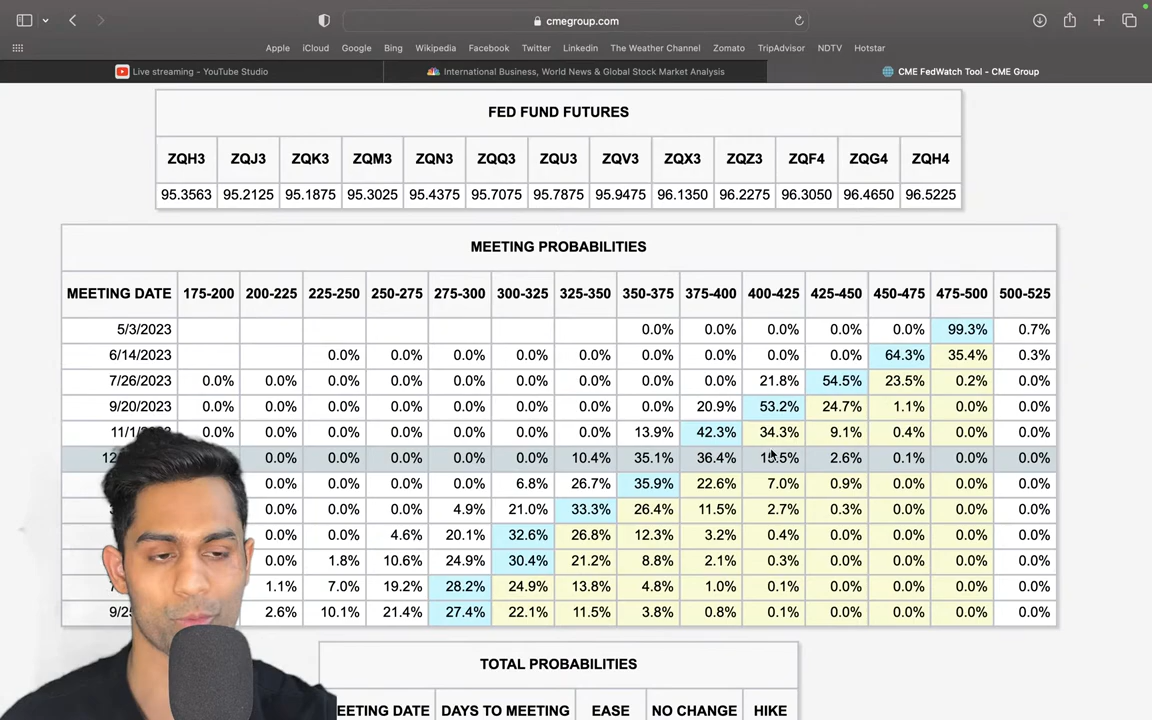 cmegroup.com
Apple iCloud Google Bing Wikipedia Facebook Twitter Linkedin The Weather Channel Zomato TripAdvisor NDTV Hotstar
Live streaming - YouTube Studio International Business, World News & Global Stock Market Analysis CME FedWatch Tool - CME Group
FED FUND FUTURES
ZQH3 ZQJ3 ZQK3 ZQM3 ZQN3 ZQQ3 ZQU3 ZQV3 ZQX3 ZQZ3 ZQF4 ZQG4 ZQH4
95.3563 95.2125 95.1875 95.3025 95.4375 95.7075 95.7875 95.9475 96.1350 96.2275 96.3050 96.4650 96.5225
MEETING PROBABILITIES
MEETING DATE 175-200 200-225 225-250 250-275 275-300 300-325 325-350 350-375 375-400 400-425 425-450 450-475 475-500 500-525
5/3/2023 0.0% 0.0% 0.0% 0.0% 0.0% 99.3% 0.7%
6/14/2023 0.0% 0.0% 0.0% 0.0% 0.0% 0.0% 0.0% 0.0% 0.0% 64.3% 35.4% 0.3%
7/26/2023 0.0% 0.0% 0.0% 0.0% 0.0% 0.0% 0.0% 0.0% 0.0% 21.8% 54.5% 23.5% 0.2% 0.0%
9/20/2023 0.0% 0.0% 0.0% 0.0% 0.0% 0.0% 0.0% 0.0% 20.9% 53.2% 24.7% 1.1% 0.0% 0.0%
0.0% 0.0% 0.0% 0.0% 0.0% 0.0% 0.0% 13.9% 42.3% 34.3% 9.1% 0.4% 0.0% 0.0%
0.0% 0.0% 0.0% 0.0% 0.0% 10.4% 35.1% 36.4% 2.6% 0.1% 0.0% 0.0%
0.0% 0.0% 0.0% 0.0% 6.8% 26.7% 35.9% 22.6% 7.0% 0.9% 0.0% 0.0% 0.0%
0.0% 0.0% 0.0% 4.9% 21.0% 33.3% 26.4% 11.5% 2.7% 0.3% 0.0% 0.0% 0.0%
0.0% 0.0% 4.6% 20.1% 32.6% 26.8% 12.3% 3.2% 0.4% 0.0% 0.0% 0.0% 0.0%
0.0% 1.8% 10.6% 24.9% 30.4% 21.2% 8.8% 2.1% 0.3% 0.0% 0.0% 0.0% 0.0%
1.1% 7.0% 19.2% 28.2% 24.9% 13.8% 4.8% 1.0% 0.1% 0.0% 0.0% 0.0% 0.0%
2.6% 10.1% 21.4% 27.4% 22.1% 11.5% 3.8% 0.8% 0.1% 0.0% 0.0% 0.0% 0.0%
TOTAL PROBABILITIES
DATE DAYS TO MEETING EASE NO CHANGE HIKE